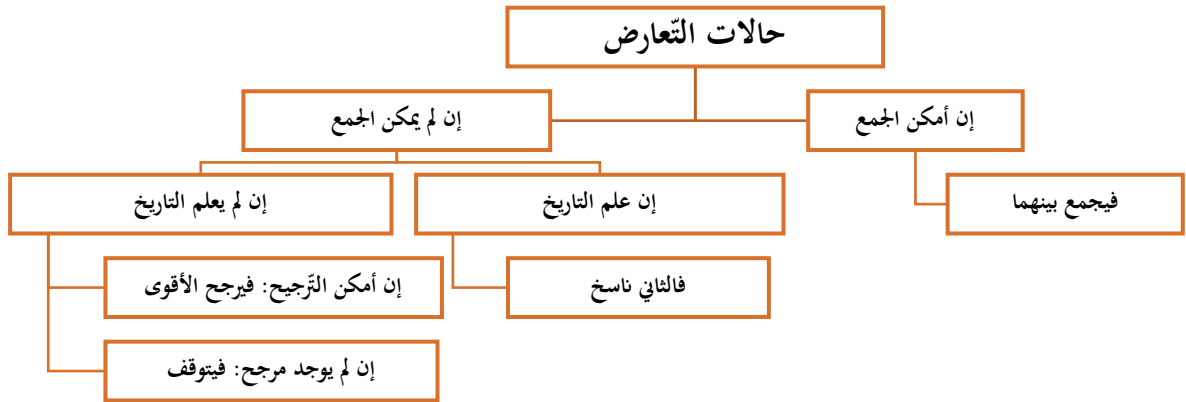 حالات التّعارض
إن أمكن الجمع
إن لم يمكن الجمع
فيجمع بينهما
إن علم التاريخ
إن لم يعلم التاريخ
فالثاني ناسخ
إن أمكن التّرجيح: فيرجح الأقوى
إن لم يوجد مرجح: فيتوقف